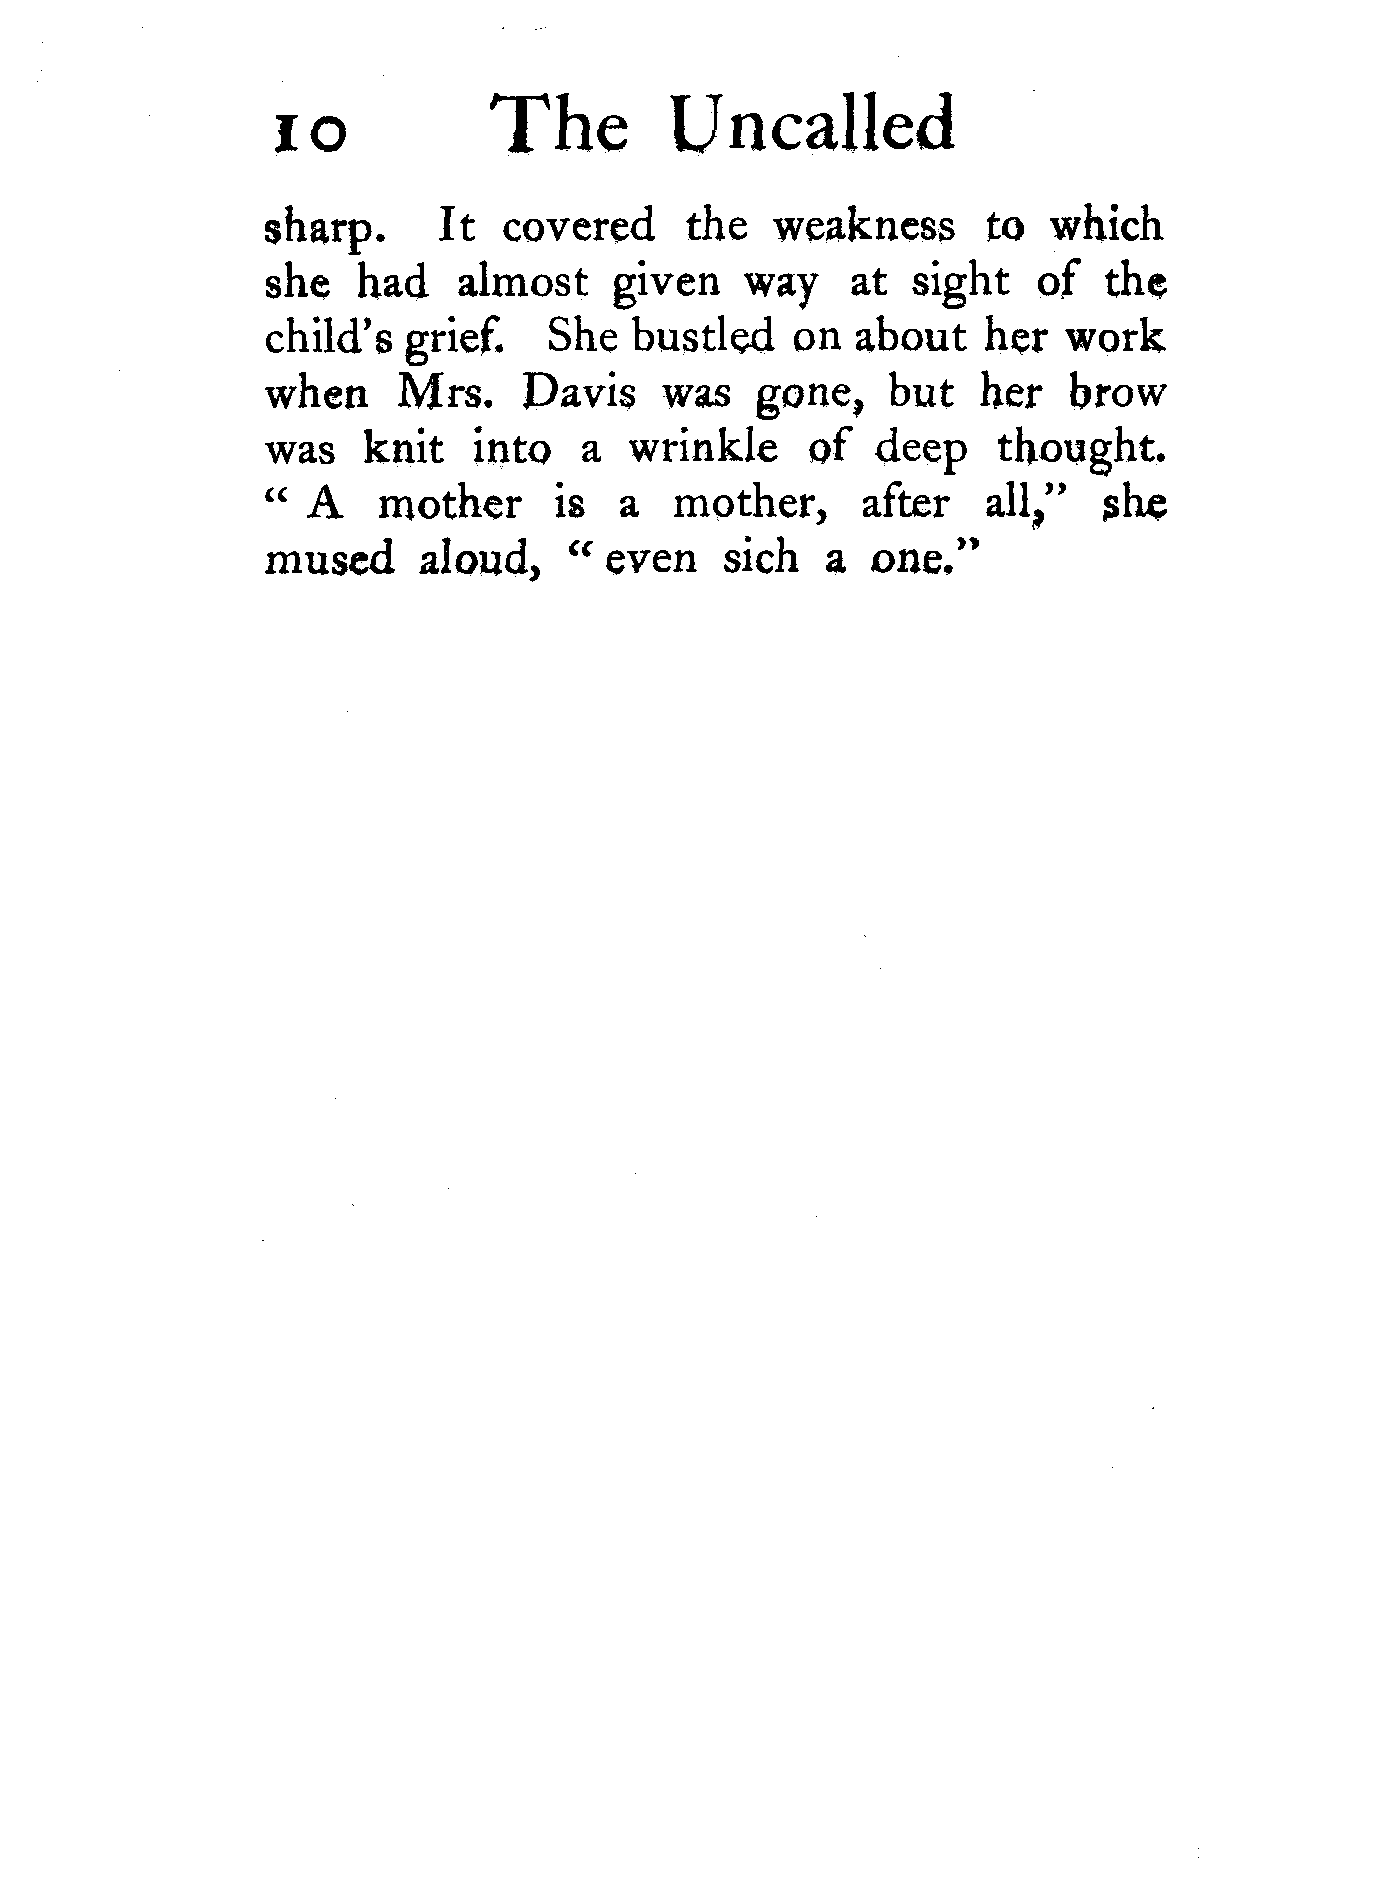 10 The Uncalled
sharp. It covered the weakness to which
she had almost given way at sight of the
child's grief. She bustled on about her work
when Mrs. Davis was gone, but her brow
was knit into a wrinkle of deep thought.
" A mother is a mother, after all," she
mused aloud, " even sich a one."